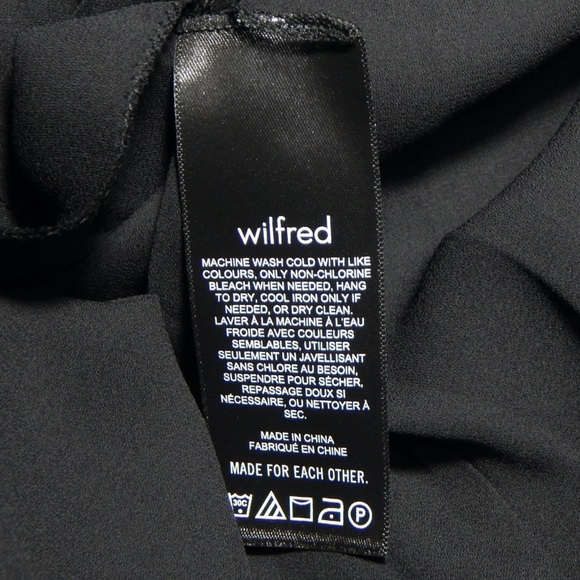 wilfred
MACHINE WASH COLD WITH LIKE
COLOURS, ONLY NON-CHLORINE
BLEACH WHEN NEEDED, HANG
TO DRY, COOL IRON ONLY IF
NEEDED, OR DRY CLEAN.
LAVER À LA MACHINE À L'EAU
FROIDE AVEC COULEURS
SEMBLABLES, UTILISER
SEULEMENT UN JAVELLISANT
SANS CHLORE AU BESOIN,
SUSPENDRE POUR SÉCHER,
REPASSAGE DOUX SI
NÉCESSAIRE, OU NETTOYER À
SEC.
MADE IN CHINA
FABRIQUÉ EN CHINE
MADE FOR EACH OTHER.
30C P